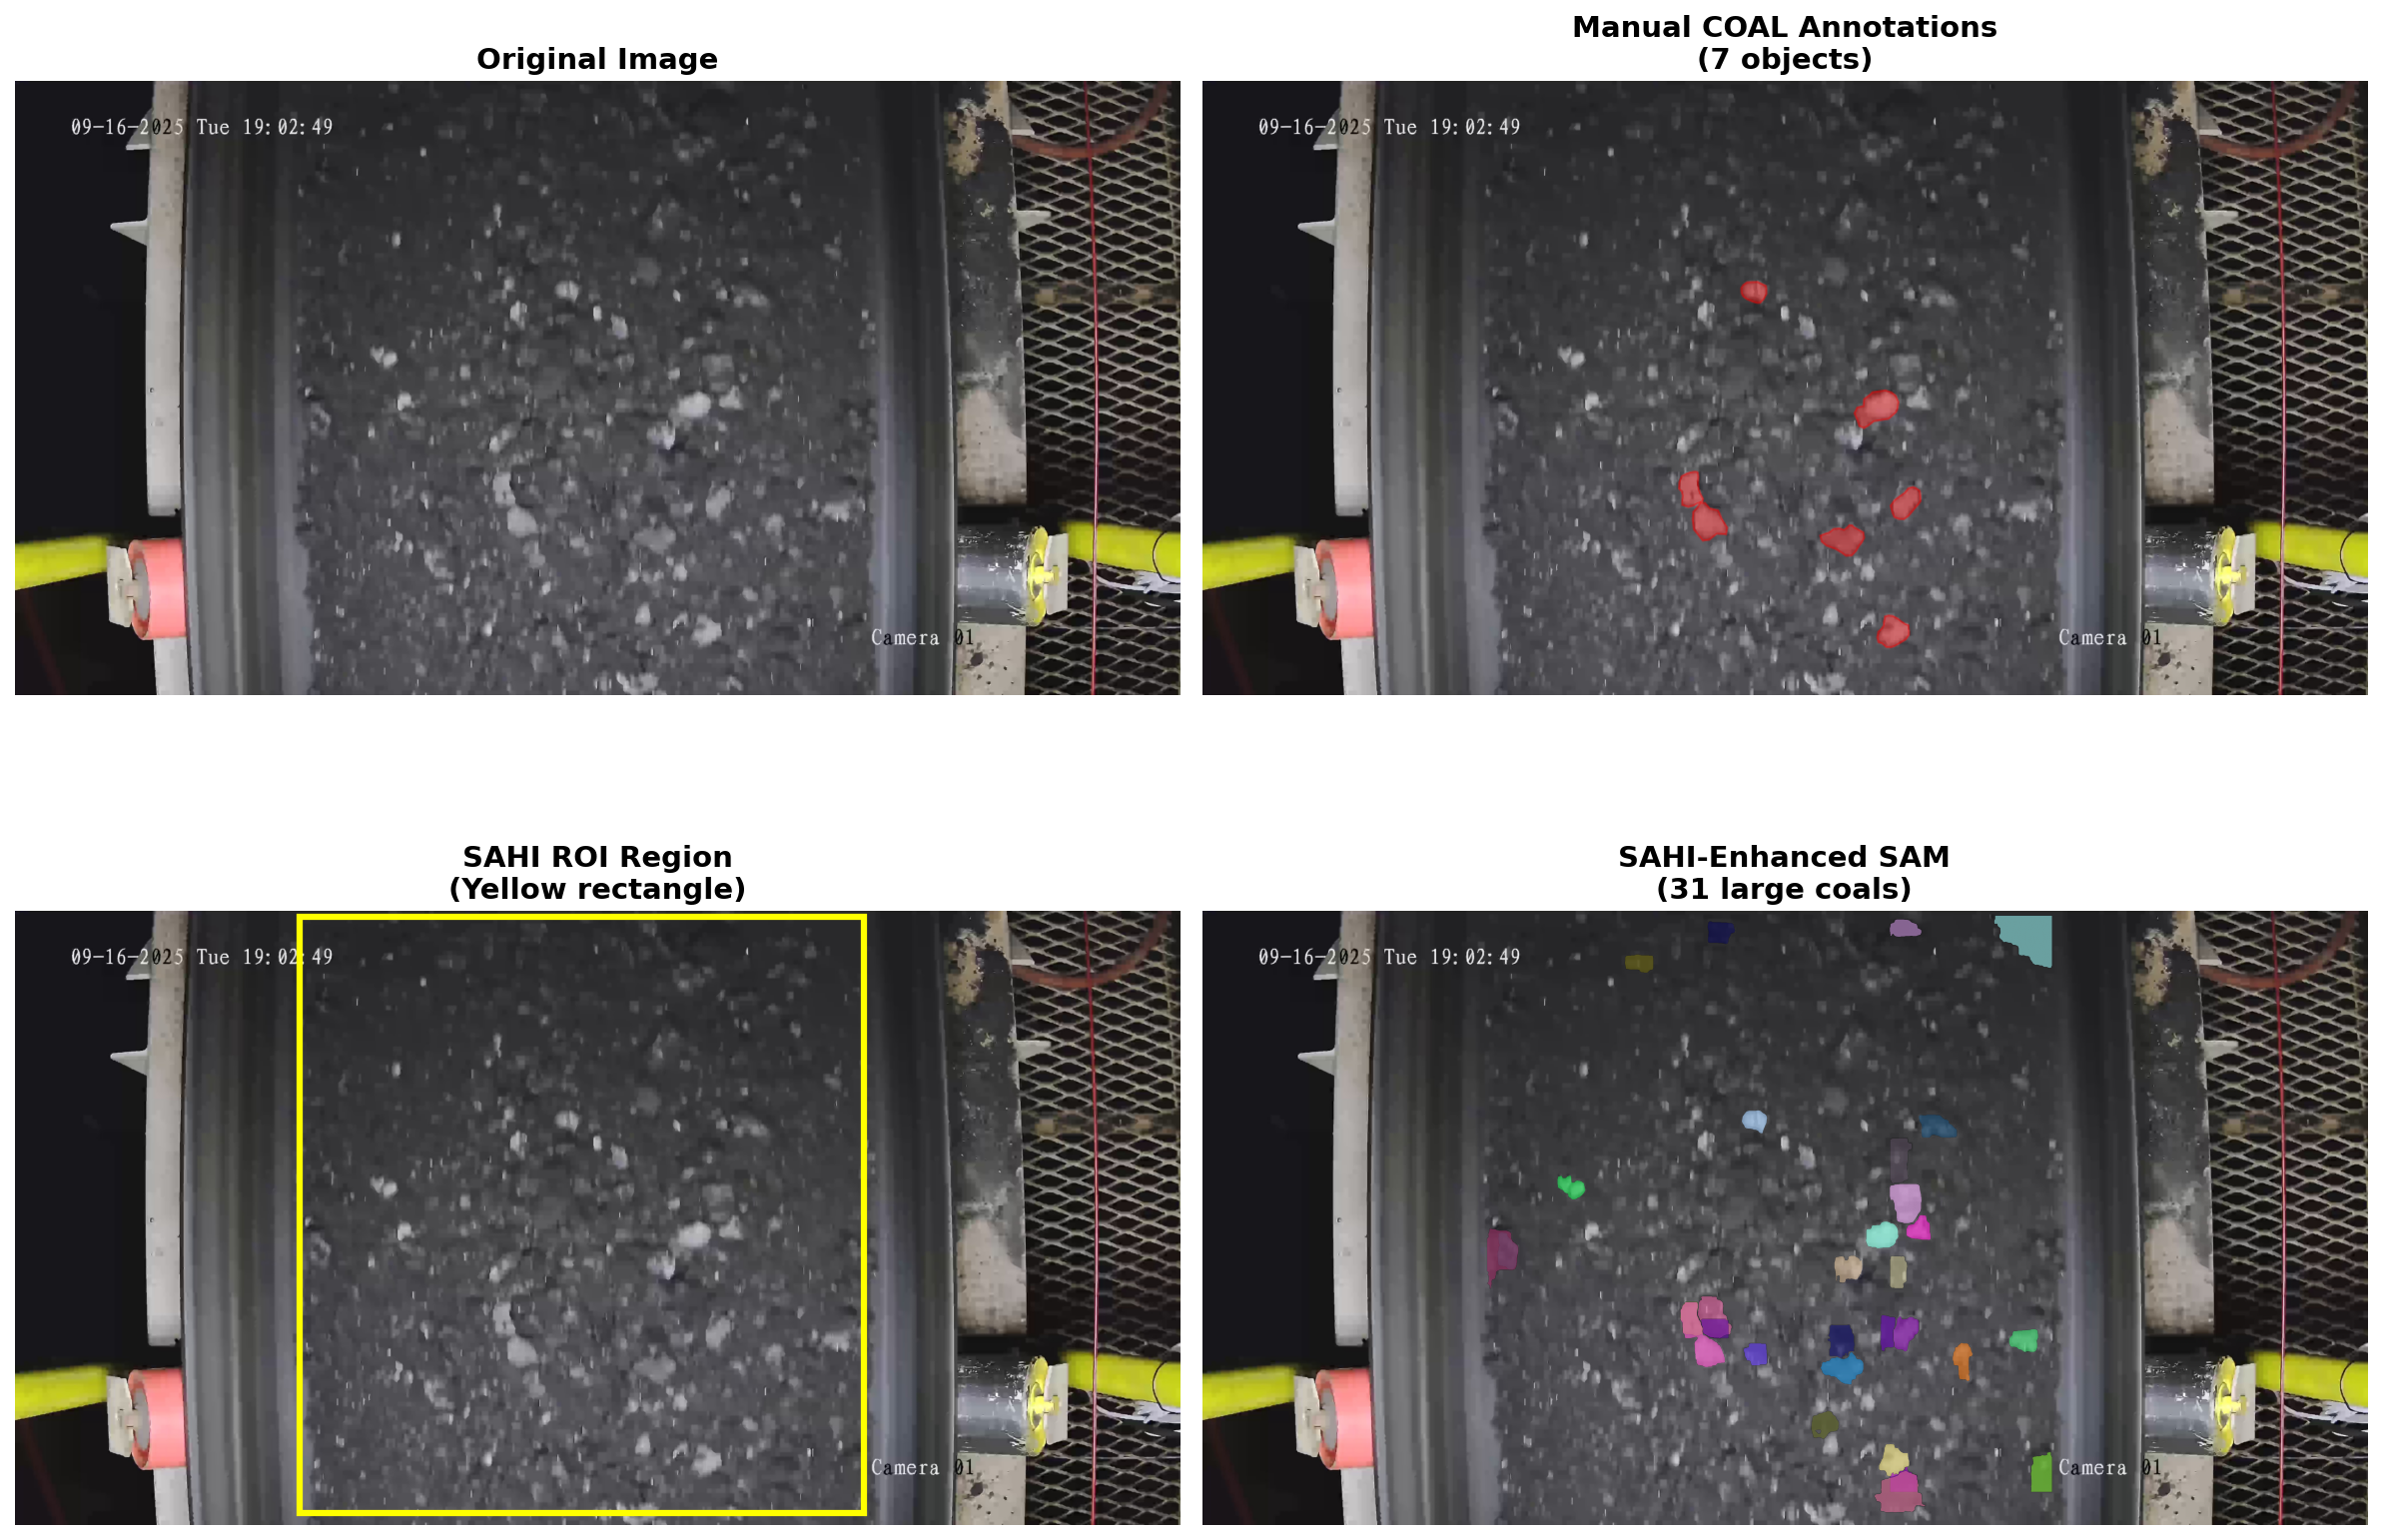 Original Image
09-16-2025 Tue 19:02:49
Camera 01
Manual COAL Annotations
(7 objects)
09-16-2025 Tue 19:02:49
Camera 01
SAHI ROI Region
(Yellow rectangle)
09-16-2025 Tue 19:02:49
Camera 01
SAHI-Enhanced SAM
(31 large coals)
09-16-2025 Tue 19:02:49
Camera 01